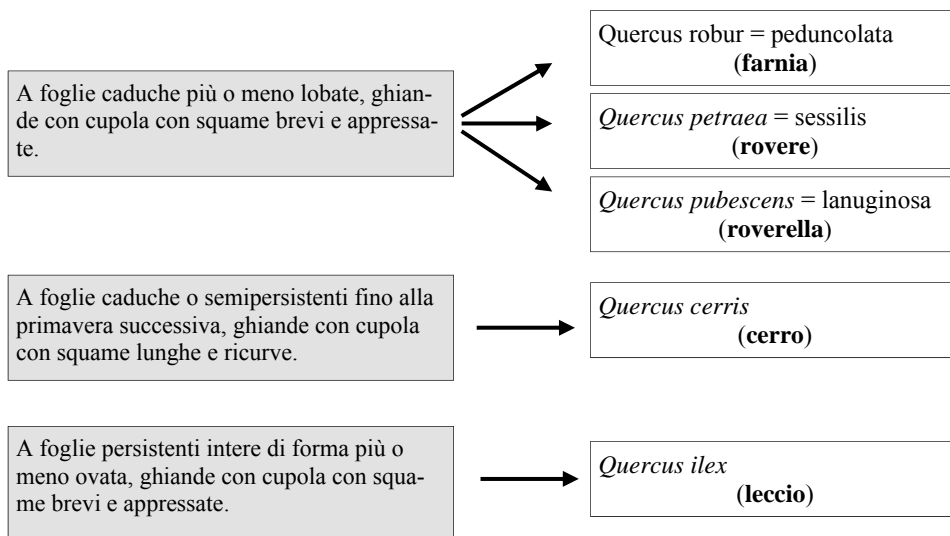 A foglie caduche più o meno lobate, ghian-
de con cupola con squame brevi e appressa-
te.
Quercus robur = peduncolata
(farnia)
Quercus petraea = sessilis
(rovere)
Quercus pubescens = lanuginosa
(roverella)
A foglie caduche o semipersistenti fino alla
primavera successiva, ghiande con cupola
con squame lunghe e ricurve.
Quercus cerris
(cerro)
A foglie persistenti intere di forma più o
meno ovata, ghiande con cupola con squa-
me brevi e appressate.
Quercus ilex
(leccio)